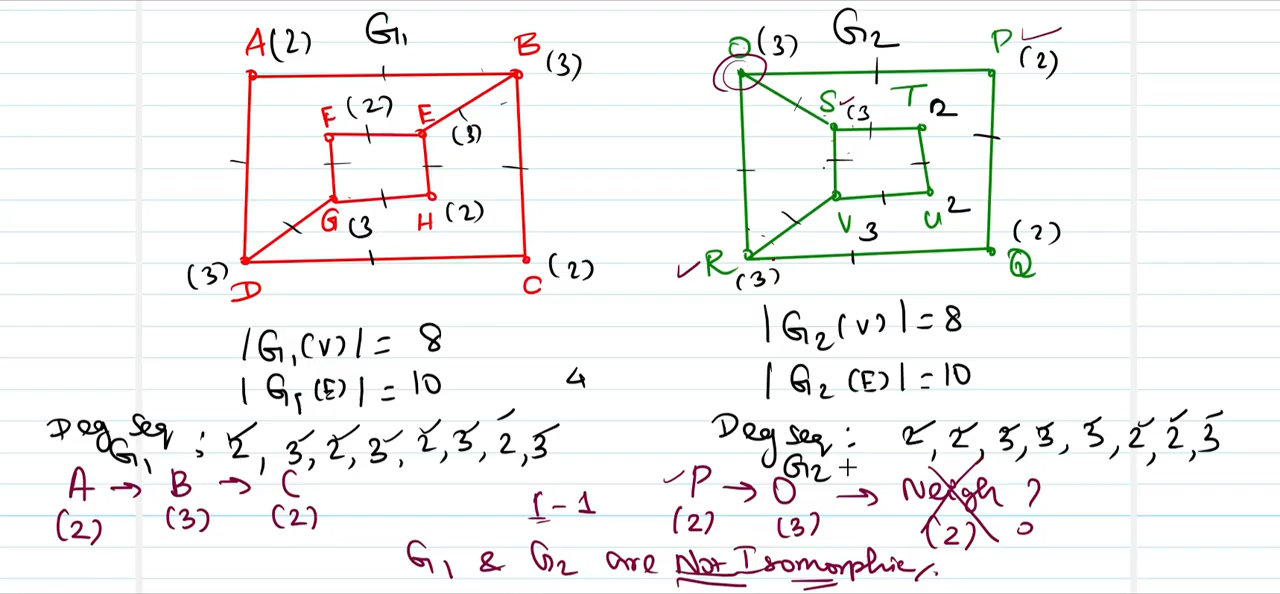 G₁
A(2)
B
(3)
F (2)
E
(3)
G (3
H (2)
(3)
D
C (2)
G₂
O (3)
P
(2)
S (3
T 2
V 3
U 2
R
(3)
(2)
Q
|G₁(V)| = 8
|G₁(E)| = 10
4
|G₂(V)| = 8
|G₂(E)| = 10
Deg seq G₁ : 2, 3, 2, 3, 2, 3, 2, 3
Deg seq G₂ : 2, 2, 3, 3, 3, 2, 2, 3
A → B → C
(2) (3) (2)
1-1
P → O → Neigh ?
(2) (3) (2) ?
G₁ & G₂ are Not Isomorphic